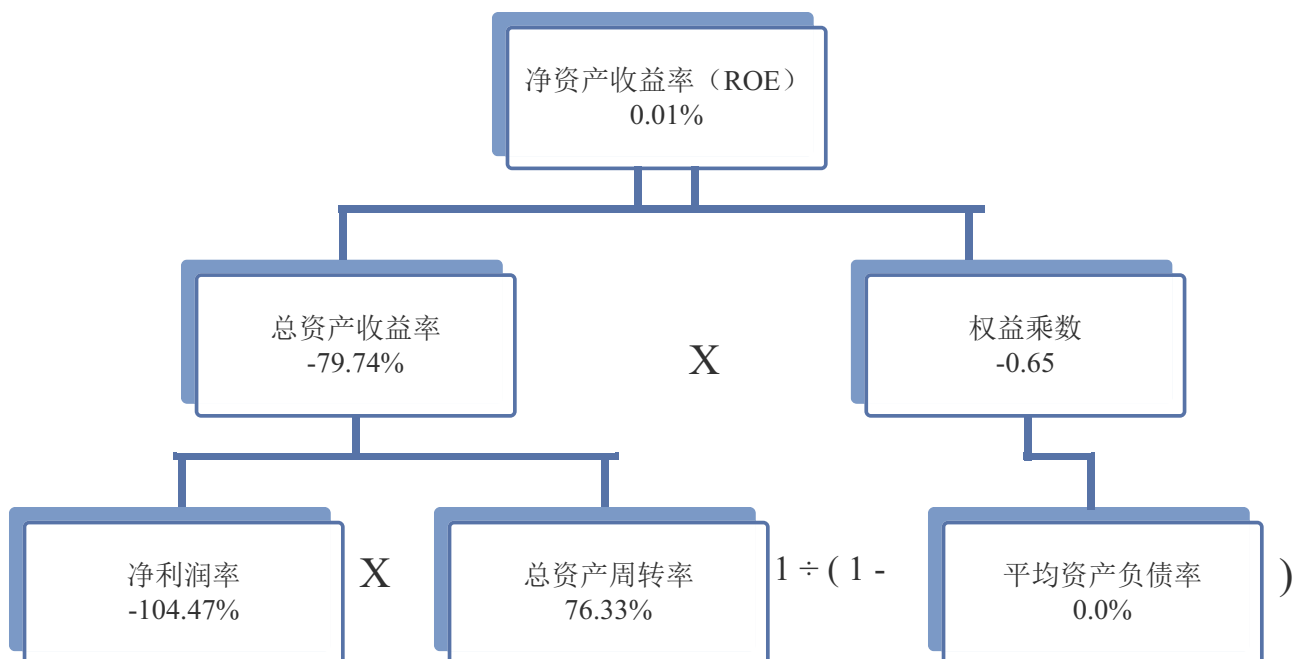 净资产收益率（ROE）
0.01%
总资产收益率
-79.74%
X
权益乘数
-0.65
净利润率
-104.47%
X
总资产周转率
76.33%
1 ÷ ( 1 -
平均资产负债率
0.0%
)